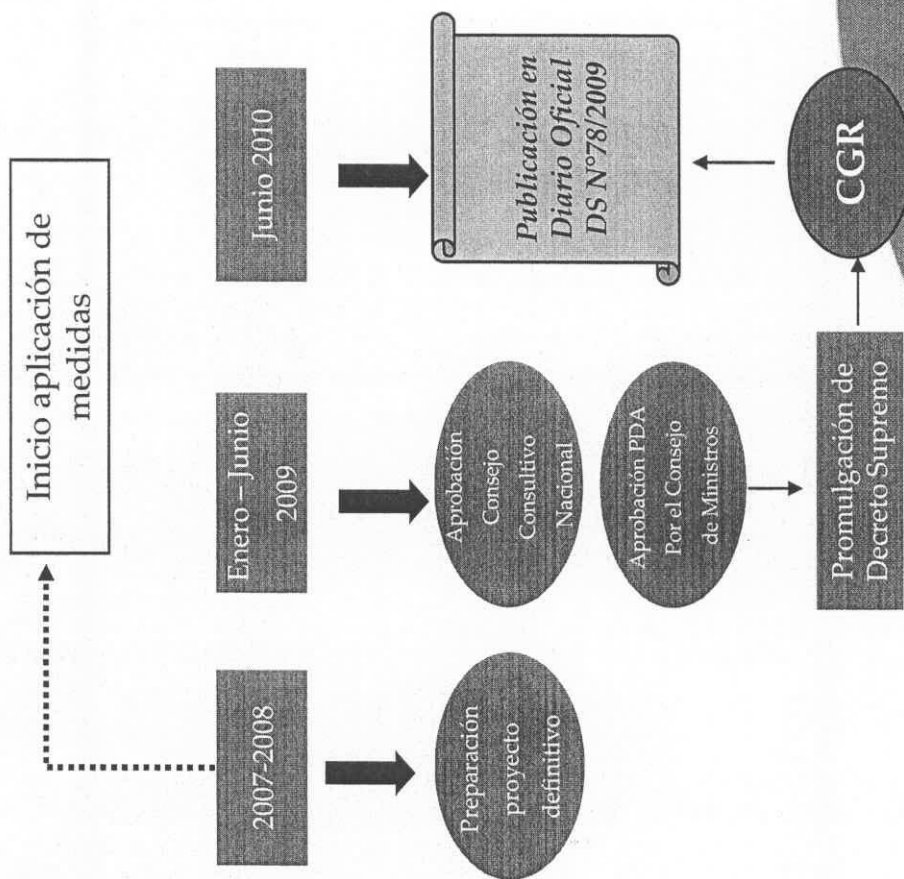 Inicio aplicación de
medidas
2007-2008
Enero – Junio
2009
Junio 2010
Preparación
proyecto
definitivo
Aprobación
Consejo
Consultivo
Nacional
Aprobación PDA
Por el Consejo
de Ministros
Promulgación de
Decreto Supremo
CGR
Publicación en
Diario Oficial
DS N°78/2009